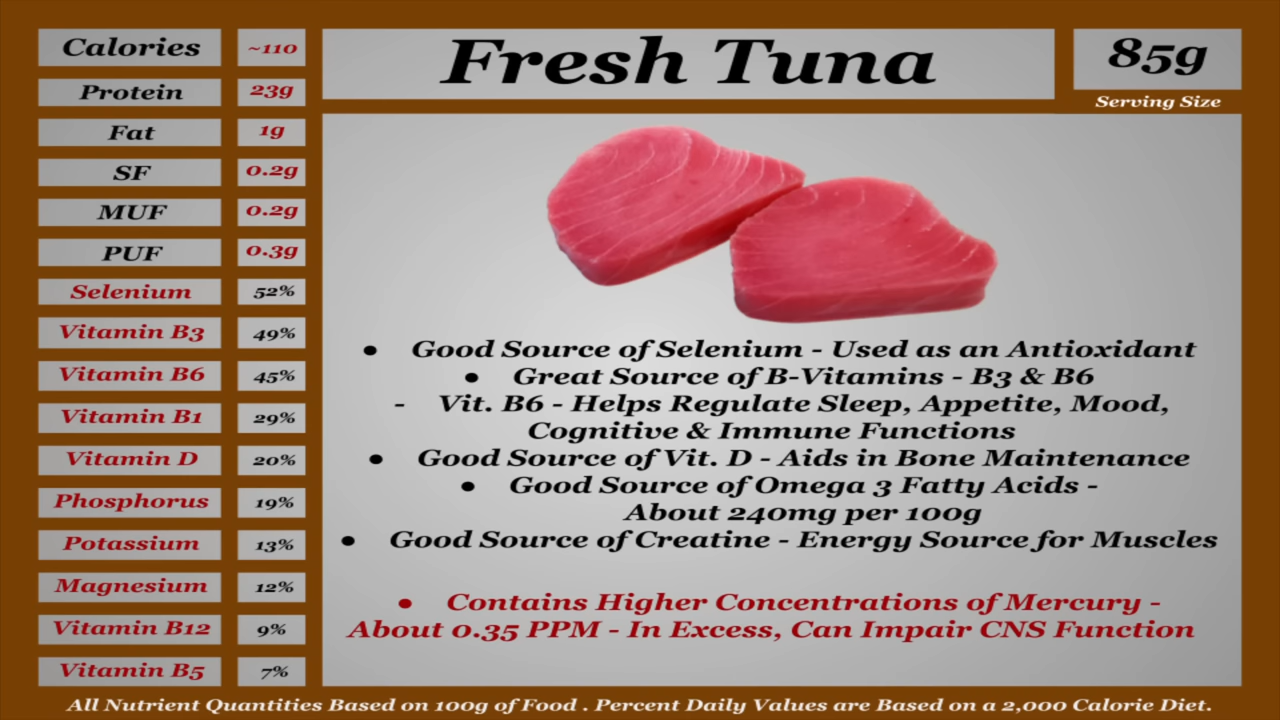 Fresh Tuna
85g
Serving Size
Calories ~110
Protein 23g
Fat 1g
SF 0.2g
MUF 0.2g
PUF 0.3g
Selenium 52%
Vitamin B3 49%
Vitamin B6 45%
Vitamin B1 29%
Vitamin D 20%
Phosphorus 19%
Potassium 13%
Magnesium 12%
Vitamin B12 9%
Vitamin B5 7%
● Good Source of Selenium - Used as an Antioxidant
● Great Source of B-Vitamins - B3 & B6
- Vit. B6 - Helps Regulate Sleep, Appetite, Mood,
Cognitive & Immune Functions
● Good Source of Vit. D - Aids in Bone Maintenance
● Good Source of Omega 3 Fatty Acids -
About 240mg per 100g
● Good Source of Creatine - Energy Source for Muscles
● Contains Higher Concentrations of Mercury -
About 0.35 PPM - In Excess, Can Impair CNS Function
All Nutrient Quantities Based on 100g of Food . Percent Daily Values are Based on a 2,000 Calorie Diet.